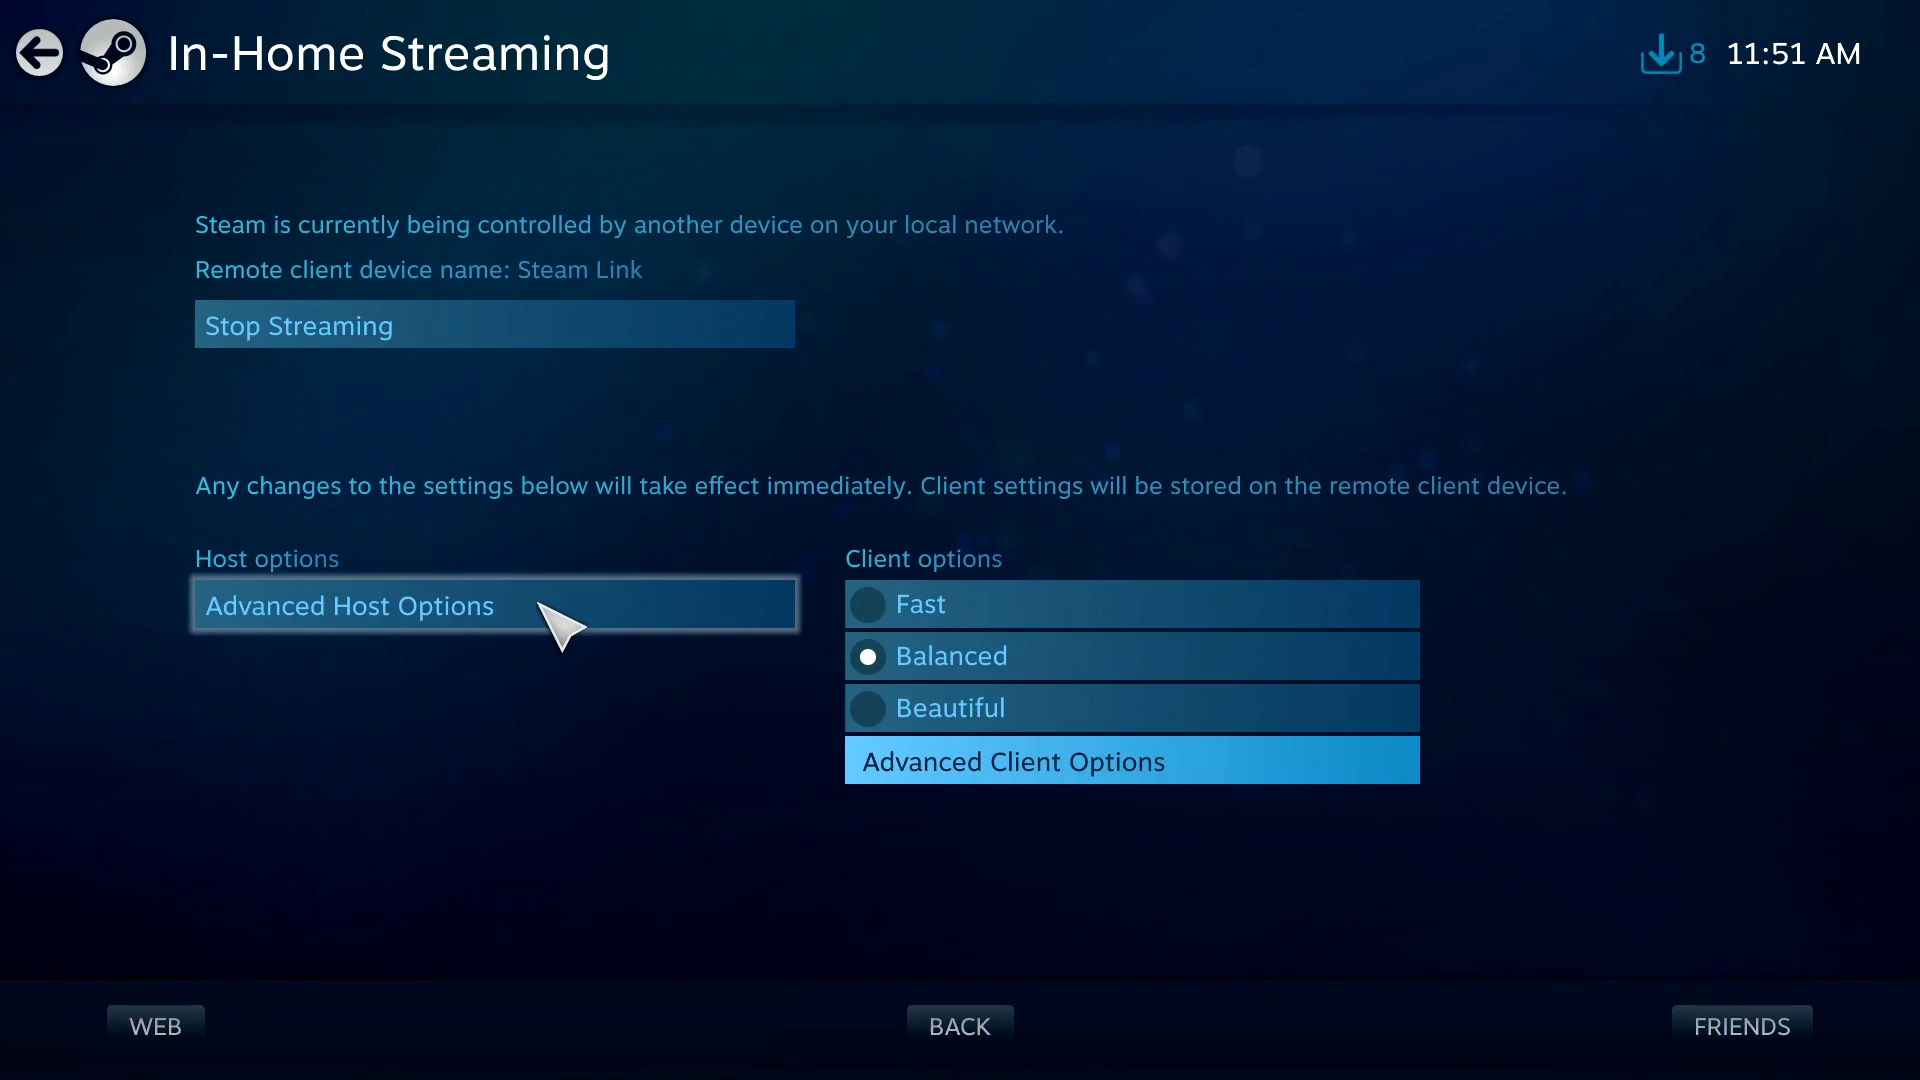 In-Home Streaming
8 11:51 AM
Steam is currently being controlled by another device on your local network.
Remote client device name: Steam Link
Stop Streaming
Any changes to the settings below will take effect immediately. Client settings will be stored on the remote client device.
Host options
Advanced Host Options
Client options
Fast
Balanced
Beautiful
Advanced Client Options
WEB
BACK
FRIENDS